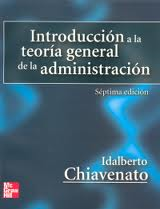 Introducción a la
teoría general
de la administración
Séptima edición
Idalberto
Chiavenato
Mc
Graw
Hill